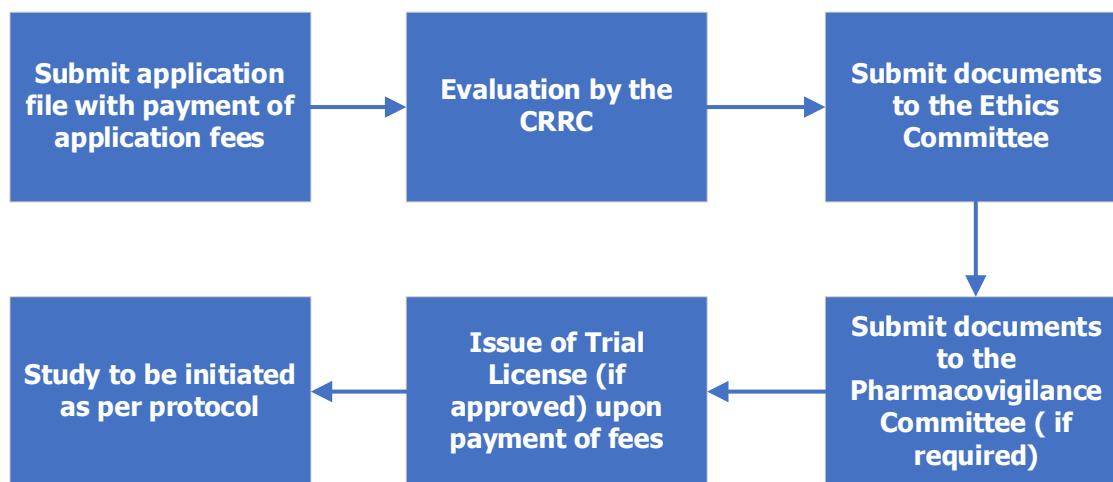 Submit application
file with payment of
application fees
Evaluation by the
CRRC
Submit documents
to the Ethics
Committee
Submit documents
to the
Pharmacovigilance
Committee ( if
required)
Issue of Trial
License (if
approved) upon
payment of fees
Study to be initiated
as per protocol